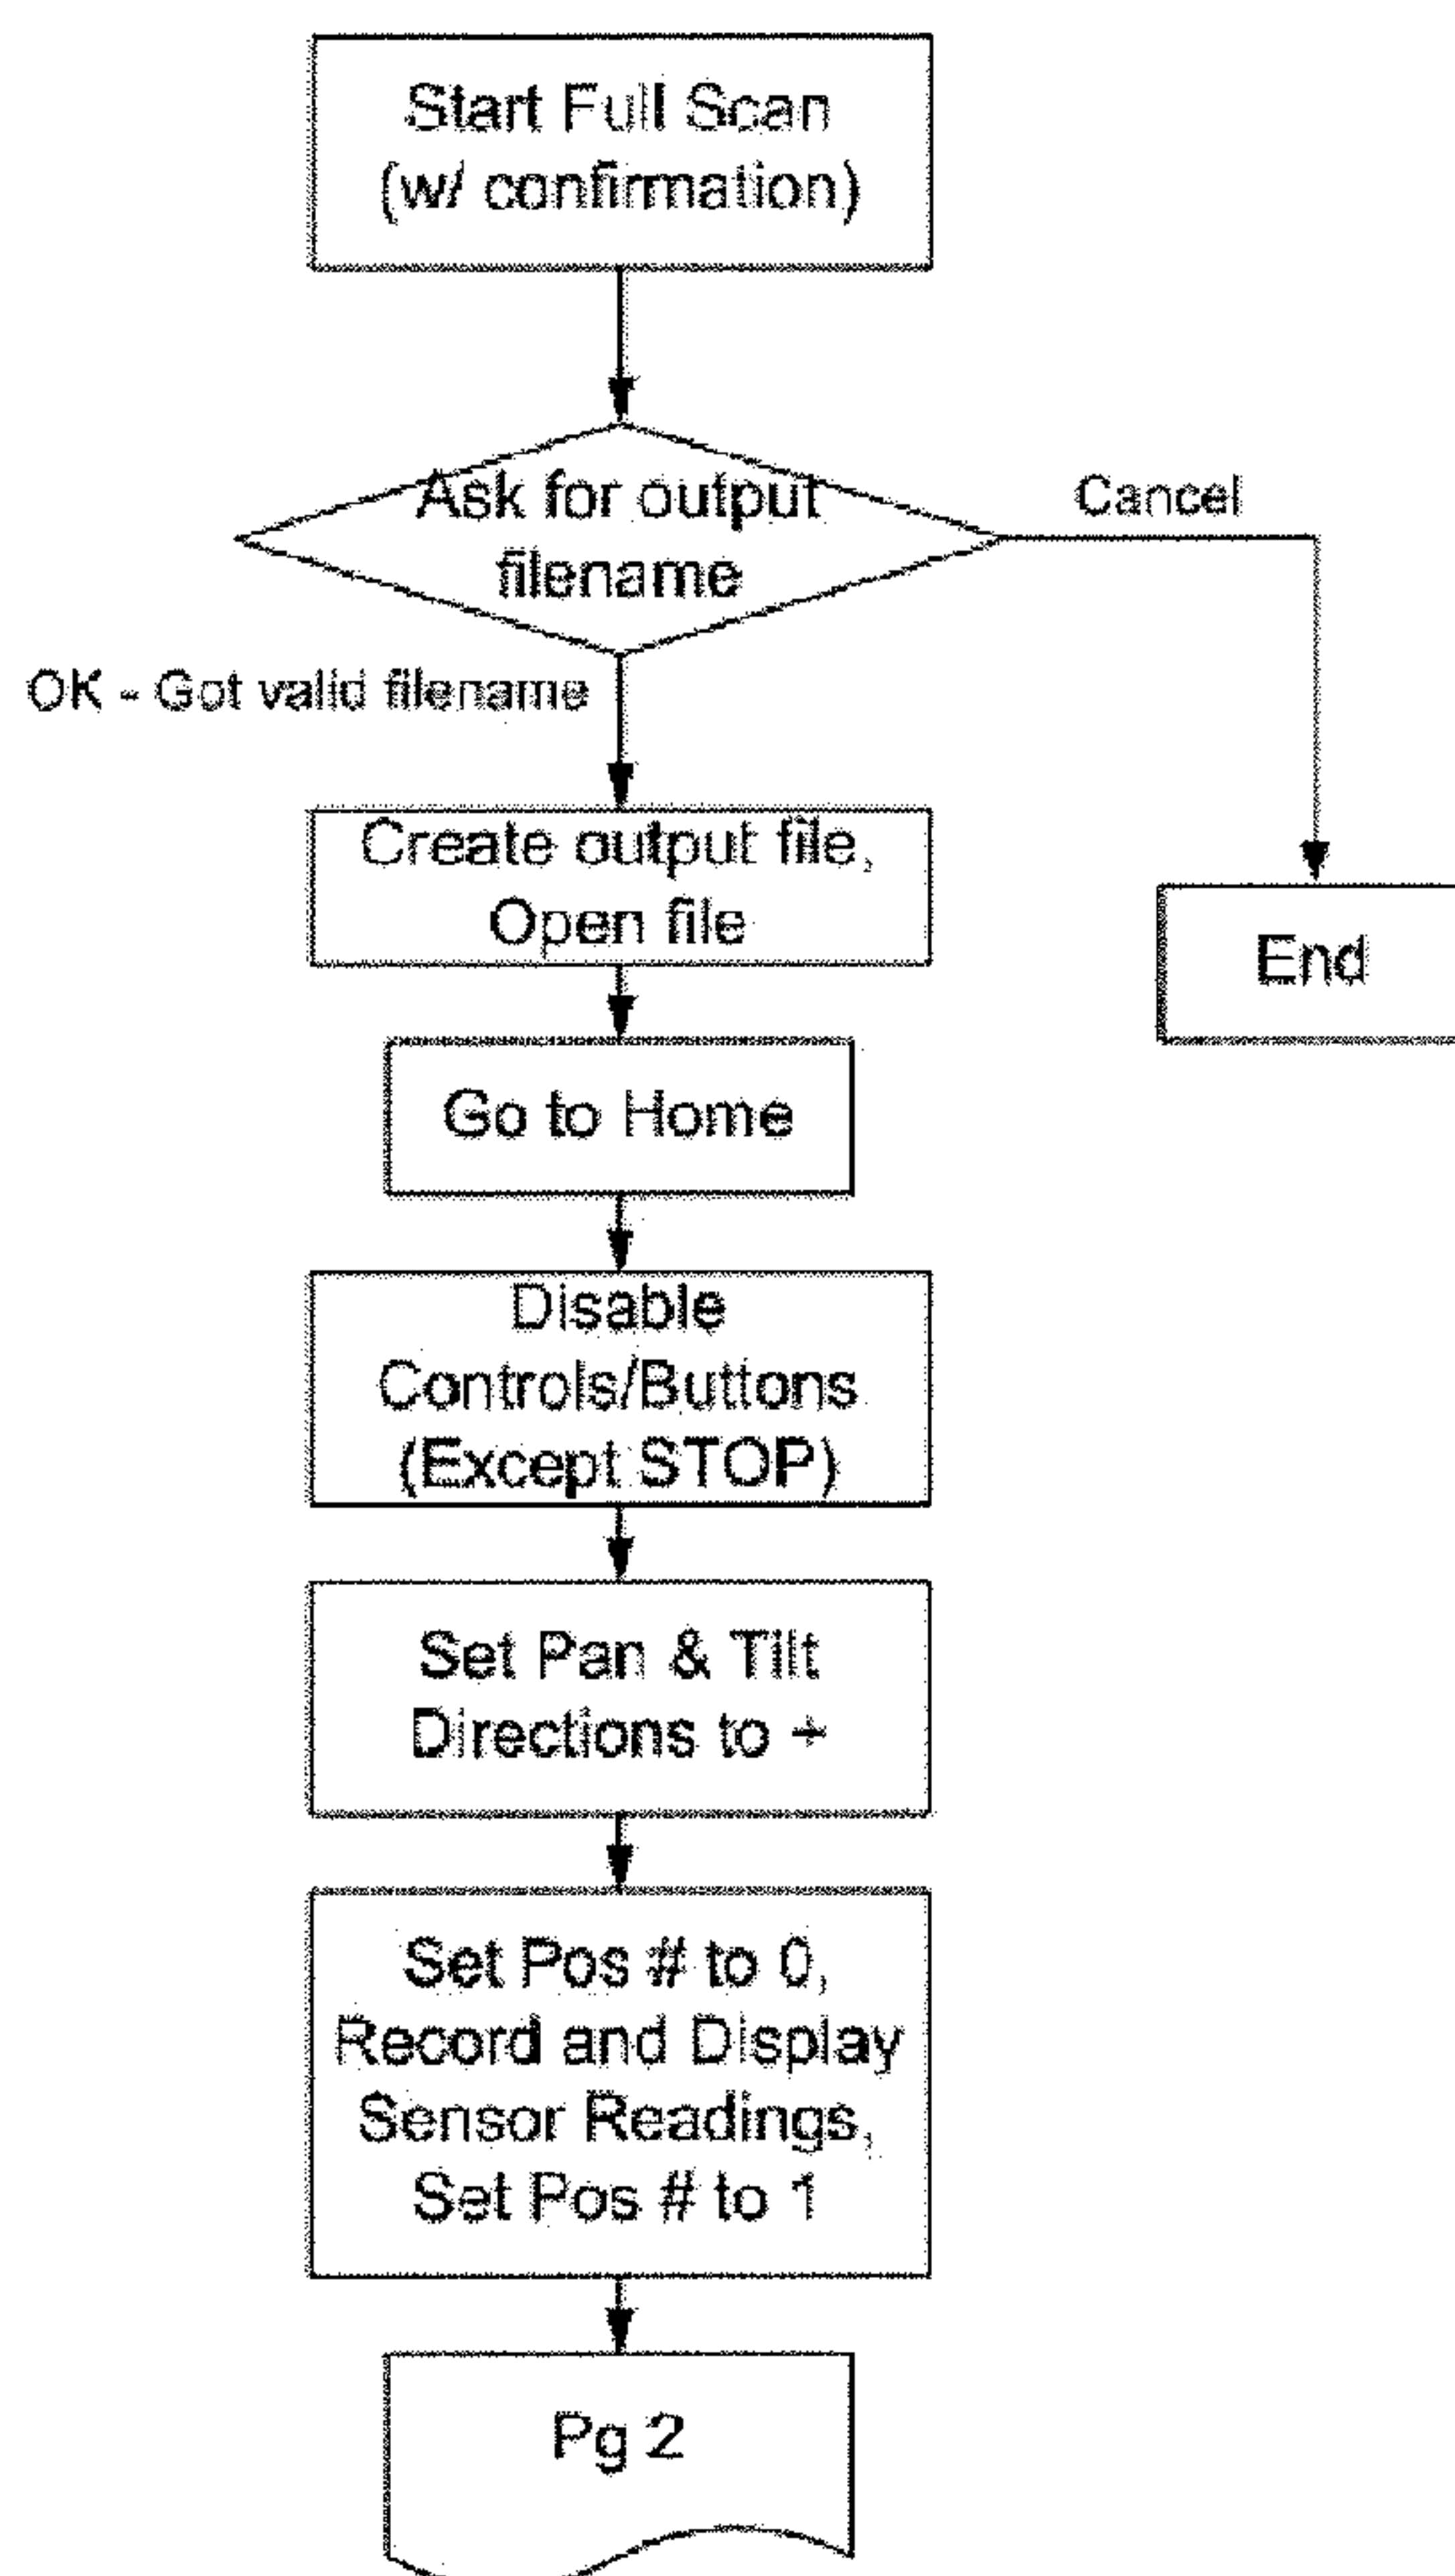 Start Full Scan
(w/ confirmation)
Ask for output
filename
Cancel
OK - Got valid filename
Create output file,
Open file
End
Go to Home
Disable
Controls/Buttons
(Except STOP)
Set Pan & Tilt
Directions to +
Set Pos # to 0,
Record and Display
Sensor Readings,
Set Pos # to 1
Pg 2